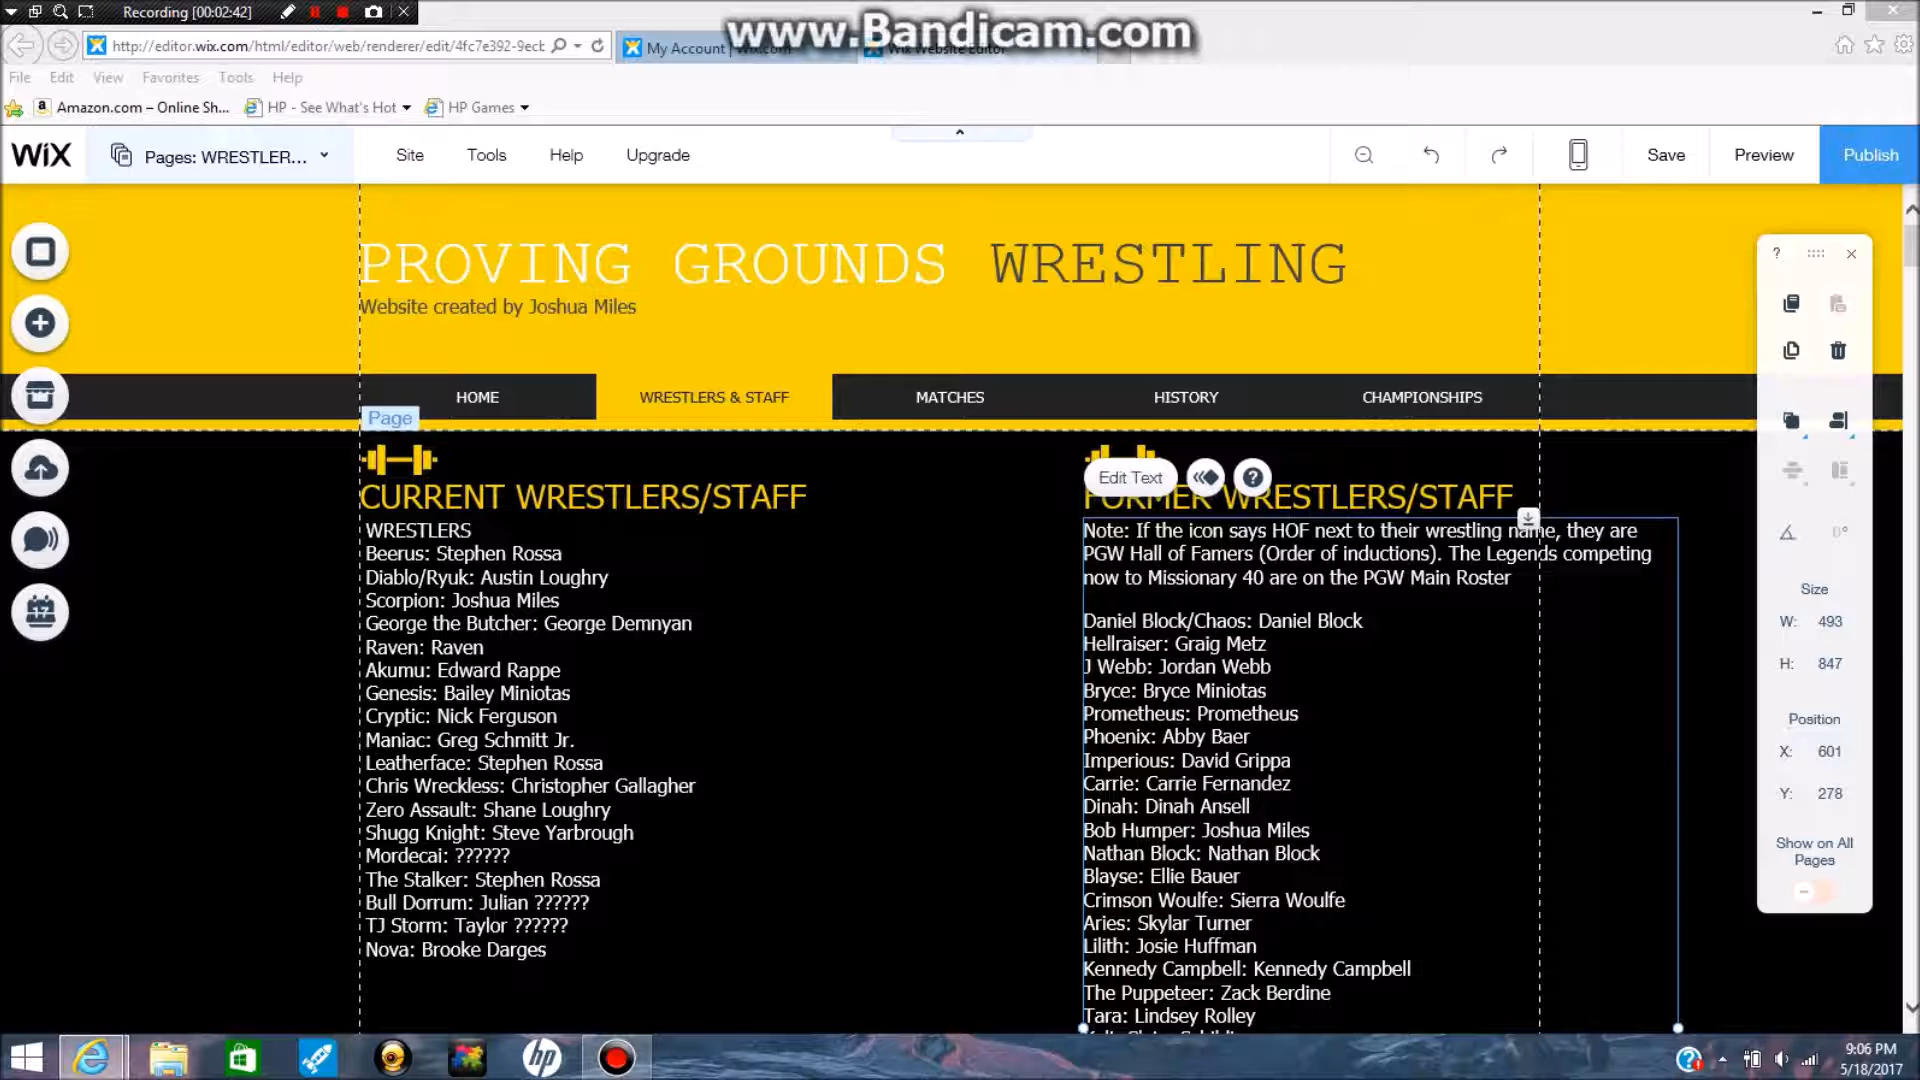 Recording [00:02:42]
www.Bandicam.com
http://editor.wix.com/html/editor/web/renderer/edit/4fc7e392-9ecb
My Account | Wix.com
Wix Website Editor
File Edit View Favorites Tools Help
Amazon.com – Online Sh...
HP - See What's Hot
HP Games
WiX
Pages: WRESTLER...
Site
Tools
Help
Upgrade
Save
Preview
Publish
PROVING GROUNDS WRESTLING
Website created by Joshua Miles
HOME
WRESTLERS & STAFF
MATCHES
HISTORY
CHAMPIONSHIPS
Page
CURRENT WRESTLERS/STAFF
WRESTLERS
Beerus: Stephen Rossa
Diablo/Ryuk: Austin Loughry
Scorpion: Joshua Miles
George the Butcher: George Demnyan
Raven: Raven
Akumu: Edward Rappe
Genesis: Bailey Miniotas
Cryptic: Nick Ferguson
Maniac: Greg Schmitt Jr.
Leatherface: Stephen Rossa
Chris Wreckless: Christopher Gallagher
Zero Assault: Shane Loughry
Shugg Knight: Steve Yarbrough
Mordecai: ??????
The Stalker: Stephen Rossa
Bull Dorrum: Julian ??????
TJ Storm: Taylor ??????
Nova: Brooke Darges
Edit Text
FORMER WRESTLERS/STAFF
Note: If the icon says HOF next to their wrestling name, they are
PGW Hall of Famers (Order of inductions). The Legends competing
now to Missionary 40 are on the PGW Main Roster
Daniel Block/Chaos: Daniel Block
Hellraiser: Graig Metz
J Webb: Jordan Webb
Bryce: Bryce Miniotas
Prometheus: Prometheus
Phoenix: Abby Baer
Imperious: David Grippa
Carrie: Carrie Fernandez
Dinah: Dinah Ansell
Bob Humper: Joshua Miles
Nathan Block: Nathan Block
Blayse: Ellie Bauer
Crimson Woulfe: Sierra Woulfe
Aries: Skylar Turner
Lilith: Josie Huffman
Kennedy Campbell: Kennedy Campbell
The Puppeteer: Zack Berdine
Tara: Lindsey Rolley
?
0°
Size
W: 493
H: 847
Position
X: 601
Y: 278
Show on All
Pages
17
hp
9:06 PM
5/18/2017